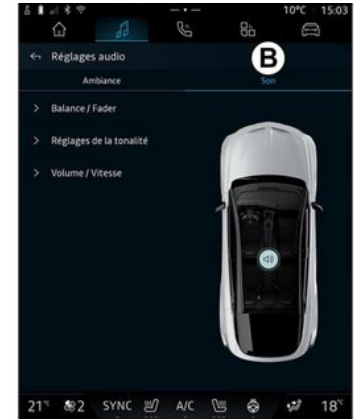 10°C 15:03
Réglages audio
B
Ambiance Son
Balance / Fader
Réglages de la tonalité
Volume / Vitesse
21° 2 SYNC A/C 18°